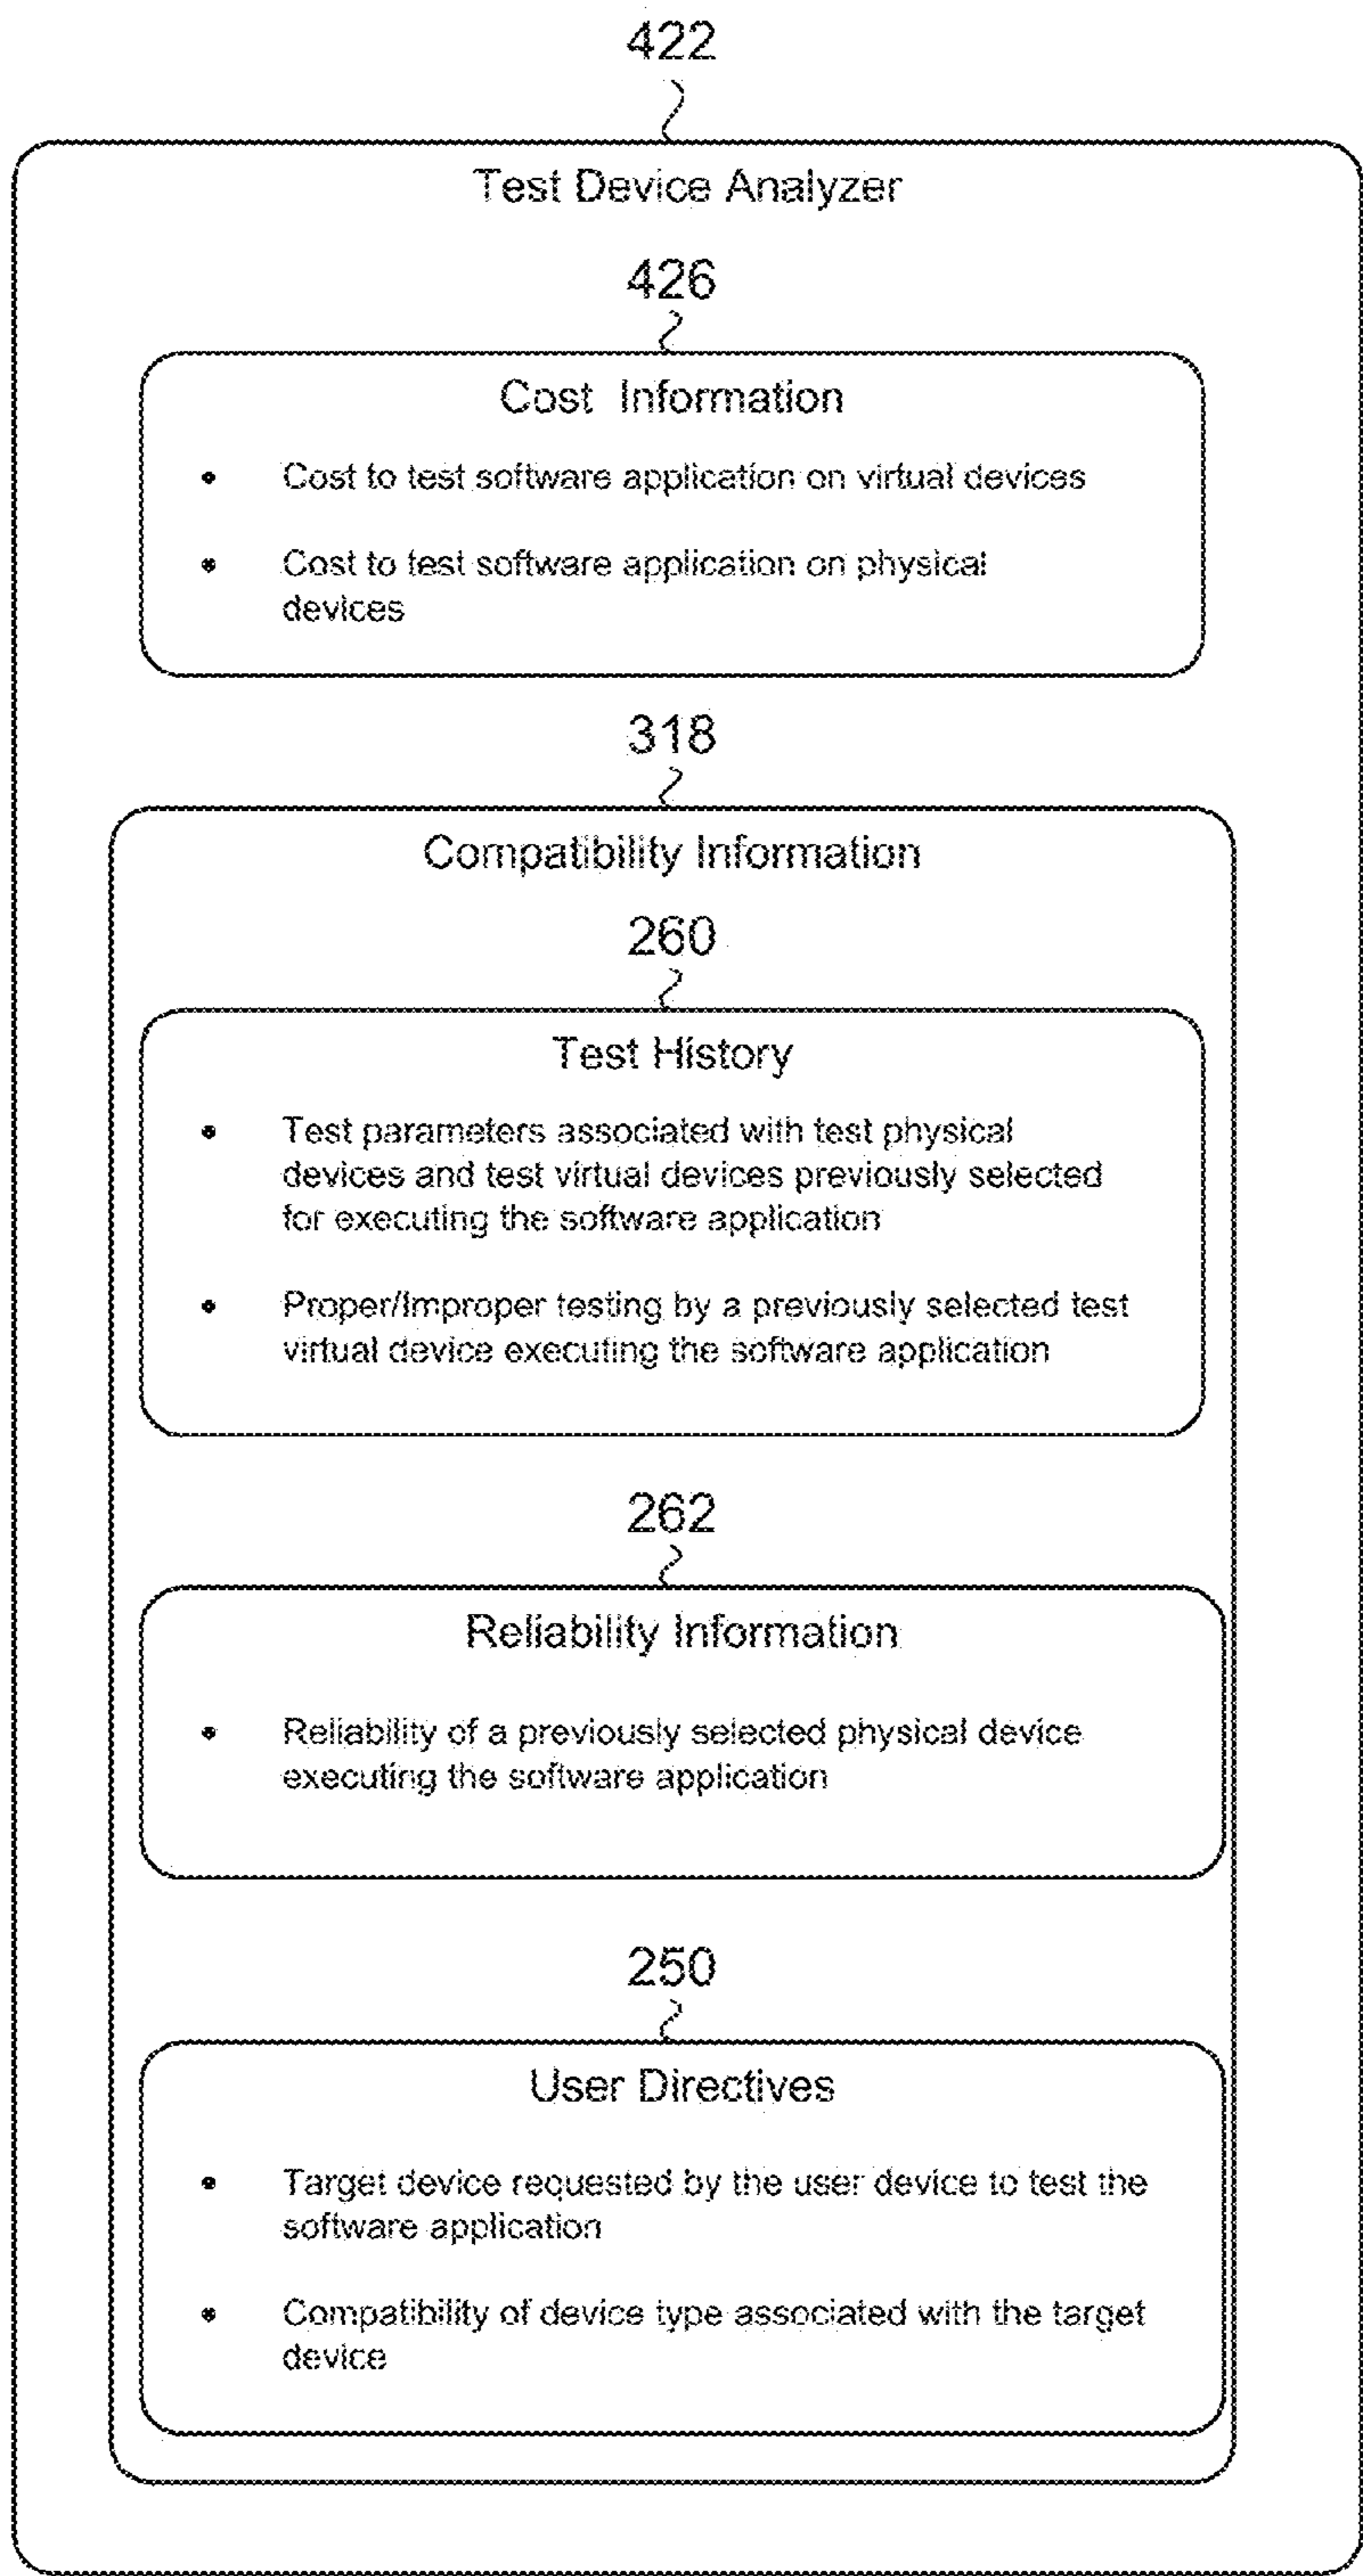 422
Test Device Analyzer
426
Cost Information
• Cost to test software application on virtual devices
• Cost to test software application on physical
devices
318
Compatibility Information
260
Test History
• Test parameters associated with test physical
devices and test virtual devices previously selected
for executing the software application
• Proper/Improper testing by a previously selected test
virtual device executing the software application
262
Reliability Information
• Reliability of a previously selected physical device
executing the software application
250
User Directives
• Target device requested by the user device to test the
software application
• Compatibility of device type associated with the target
device